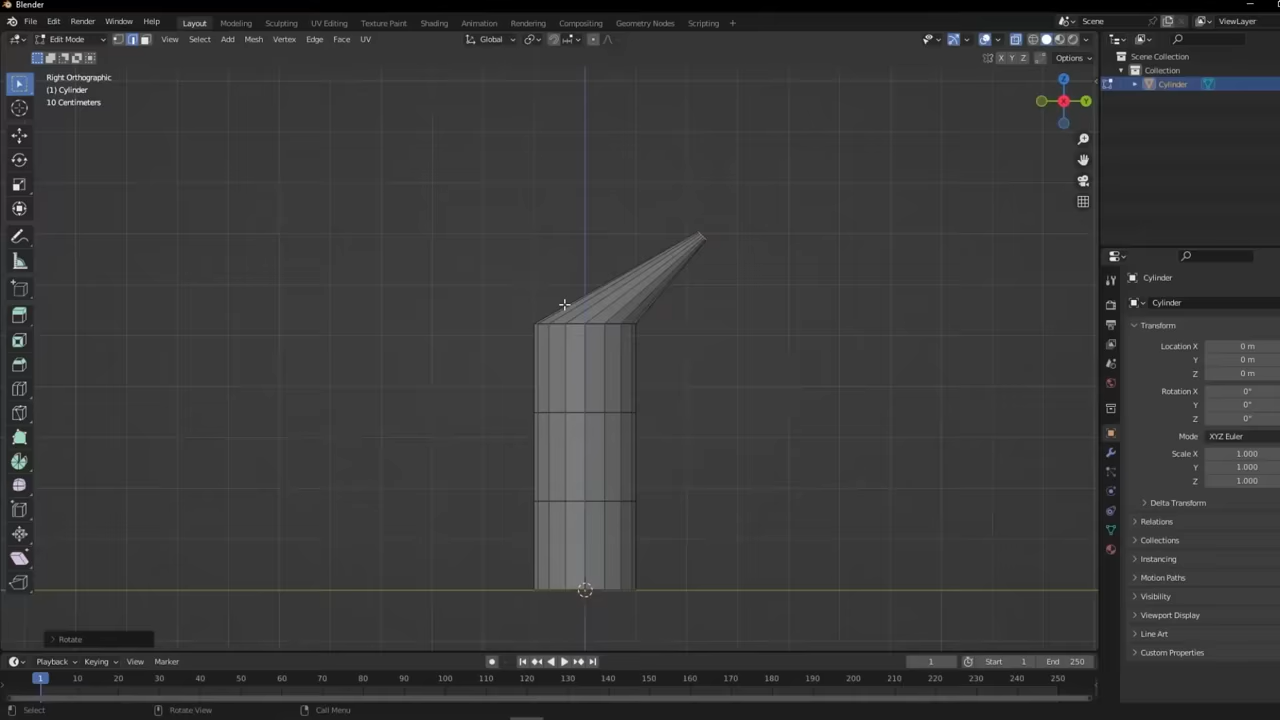 Blender
File Edit Render Window Help
Layout Modeling Sculpting UV Editing Texture Paint Shading Animation Rendering Compositing Geometry Nodes Scripting +
Scene
ViewLayer
Edit Mode View Select Add Mesh Vertex Edge Face UV
Global
X Y Z Options
Right Orthographic
(1) Cylinder
10 Centimeters
Z
X
Y
Scene Collection
Collection
Cylinder
Cylinder
Cylinder
Transform
Location X 0 m
Y 0 m
Z 0 m
Rotation X 0°
Y 0°
Z 0°
Mode XYZ Euler
Scale X 1.000
Y 1.000
Z 1.000
Delta Transform
Relations
Collections
Instancing
Motion Paths
Visibility
Viewport Display
Line Art
Custom Properties
Rotate
Playback Keying View Marker
1 Start 1 End 250
1 10 20 30 40 50 60 70 80 90 100 110 120 130 140 150 160 170 180 190 200 210 220 230 240 250
Select Rotate View Call Menu